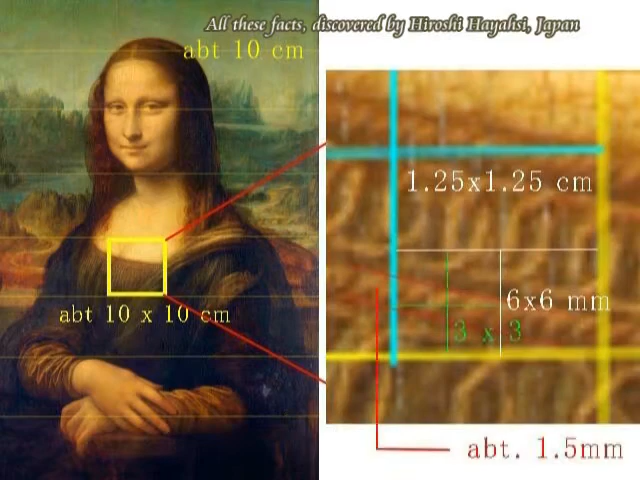 All these facts, discovered by Hiroshi Hayahsi, Japan
abt 10 cm
1.25x1.25 cm
6x6 mm
abt 10 x 10 cm
3 x 3
abt. 1.5mm